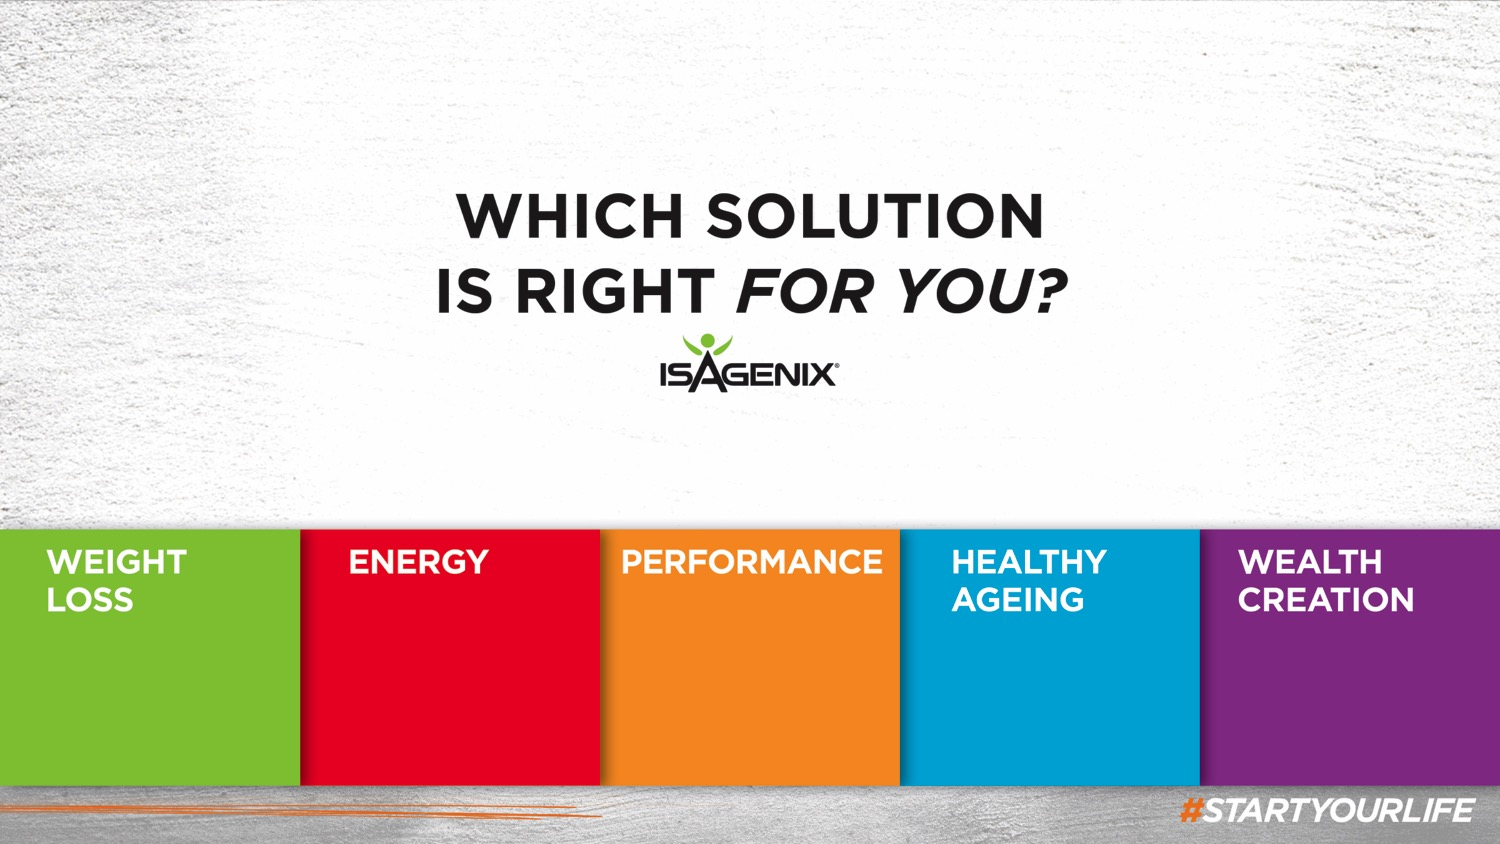 WHICH SOLUTION
IS RIGHT FOR YOU?
ISAGENIX®
WEIGHT
LOSS
ENERGY
PERFORMANCE
HEALTHY
AGEING
WEALTH
CREATION
#STARTYOURLIFE